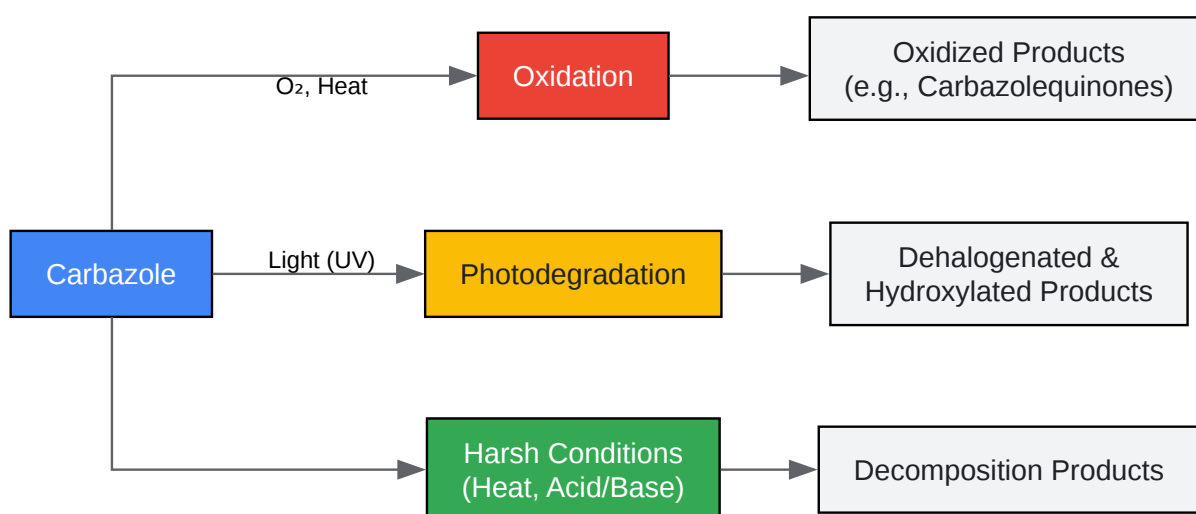 Oxidized Products
(e.g., Carbazolequinones)
Oxidation
O₂, Heat
Carbazole
Light (UV)
Photodegradation
Dehalogenated &
Hydroxylated Products
Harsh Conditions
(Heat, Acid/Base)
Decomposition Products